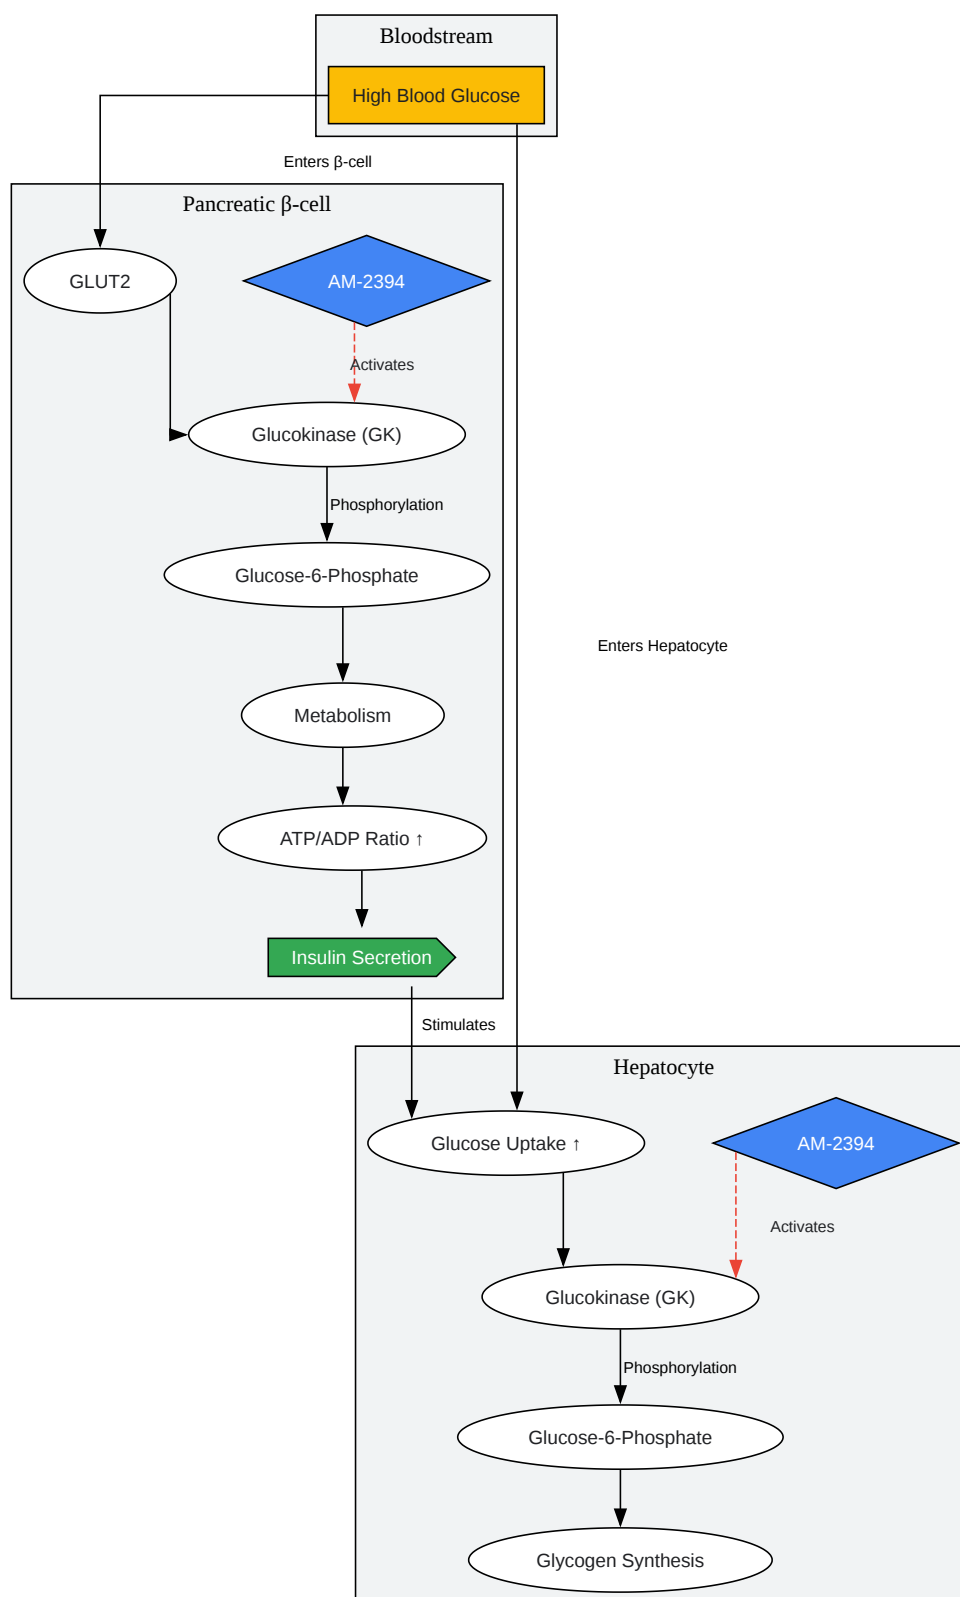 Bloodstream
High Blood Glucose
Enters β-cell
Pancreatic β-cell
GLUT2
AM-2394
Activates
Glucokinase (GK)
Phosphorylation
Glucose-6-Phosphate
Enters Hepatocyte
Metabolism
ATP/ADP Ratio ↑
Insulin Secretion
Stimulates
Hepatocyte
Glucose Uptake ↑
AM-2394
Activates
Glucokinase (GK)
Phosphorylation
Glucose-6-Phosphate
Glycogen Synthesis